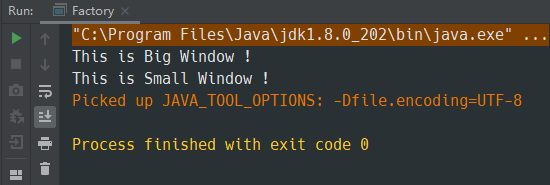 Run: Factory
"C:\Program Files\Java\jdk1.8.0_202\bin\java.exe" ...
This is Big Window !
This is Small Window !
Picked up JAVA_TOOL_OPTIONS: -Dfile.encoding=UTF-8
Process finished with exit code 0